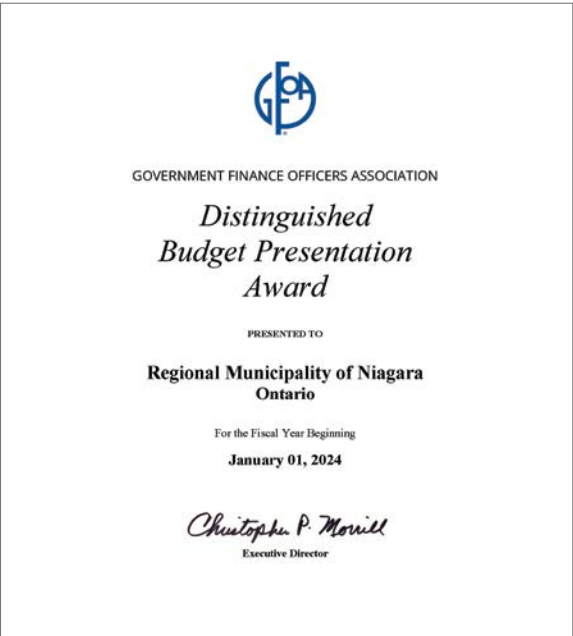 GFOA
GOVERNMENT FINANCE OFFICERS ASSOCIATION
Distinguished
Budget Presentation
Award
PRESENTED TO
Regional Municipality of Niagara
Ontario
For the Fiscal Year Beginning
January 01, 2024
Christopher P. Morrill
Executive Director